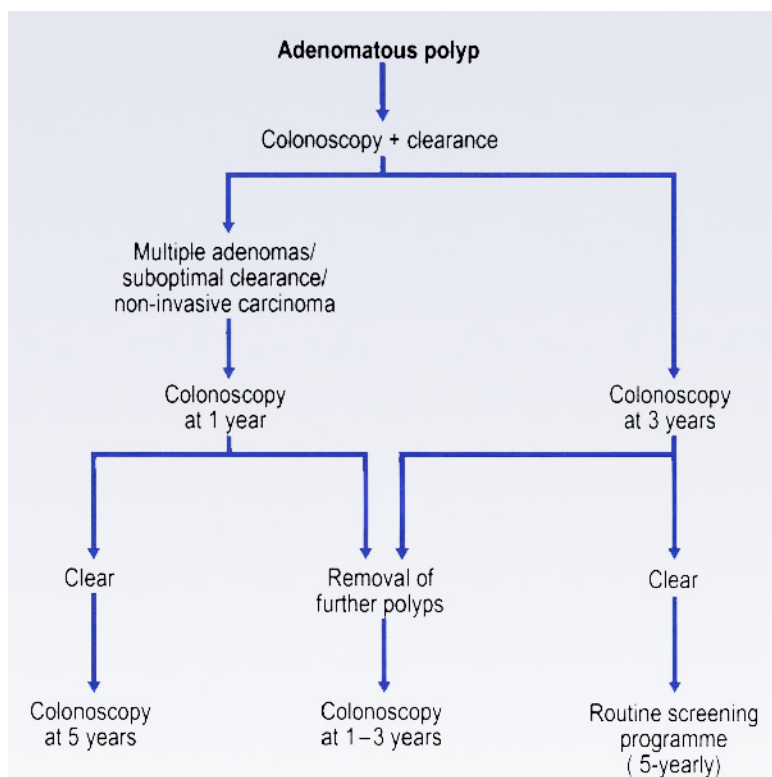 Adenomatous polyp
Colonoscopy + clearance
Multiple adenomas/
suboptimal clearance/
non-invasive carcinoma
Colonoscopy
at 1 year
Colonoscopy
at 3 years
Clear
Removal of
further polyps
Clear
Colonoscopy
at 5 years
Colonoscopy
at 1–3 years
Routine screening
programme
( 5-yearly)